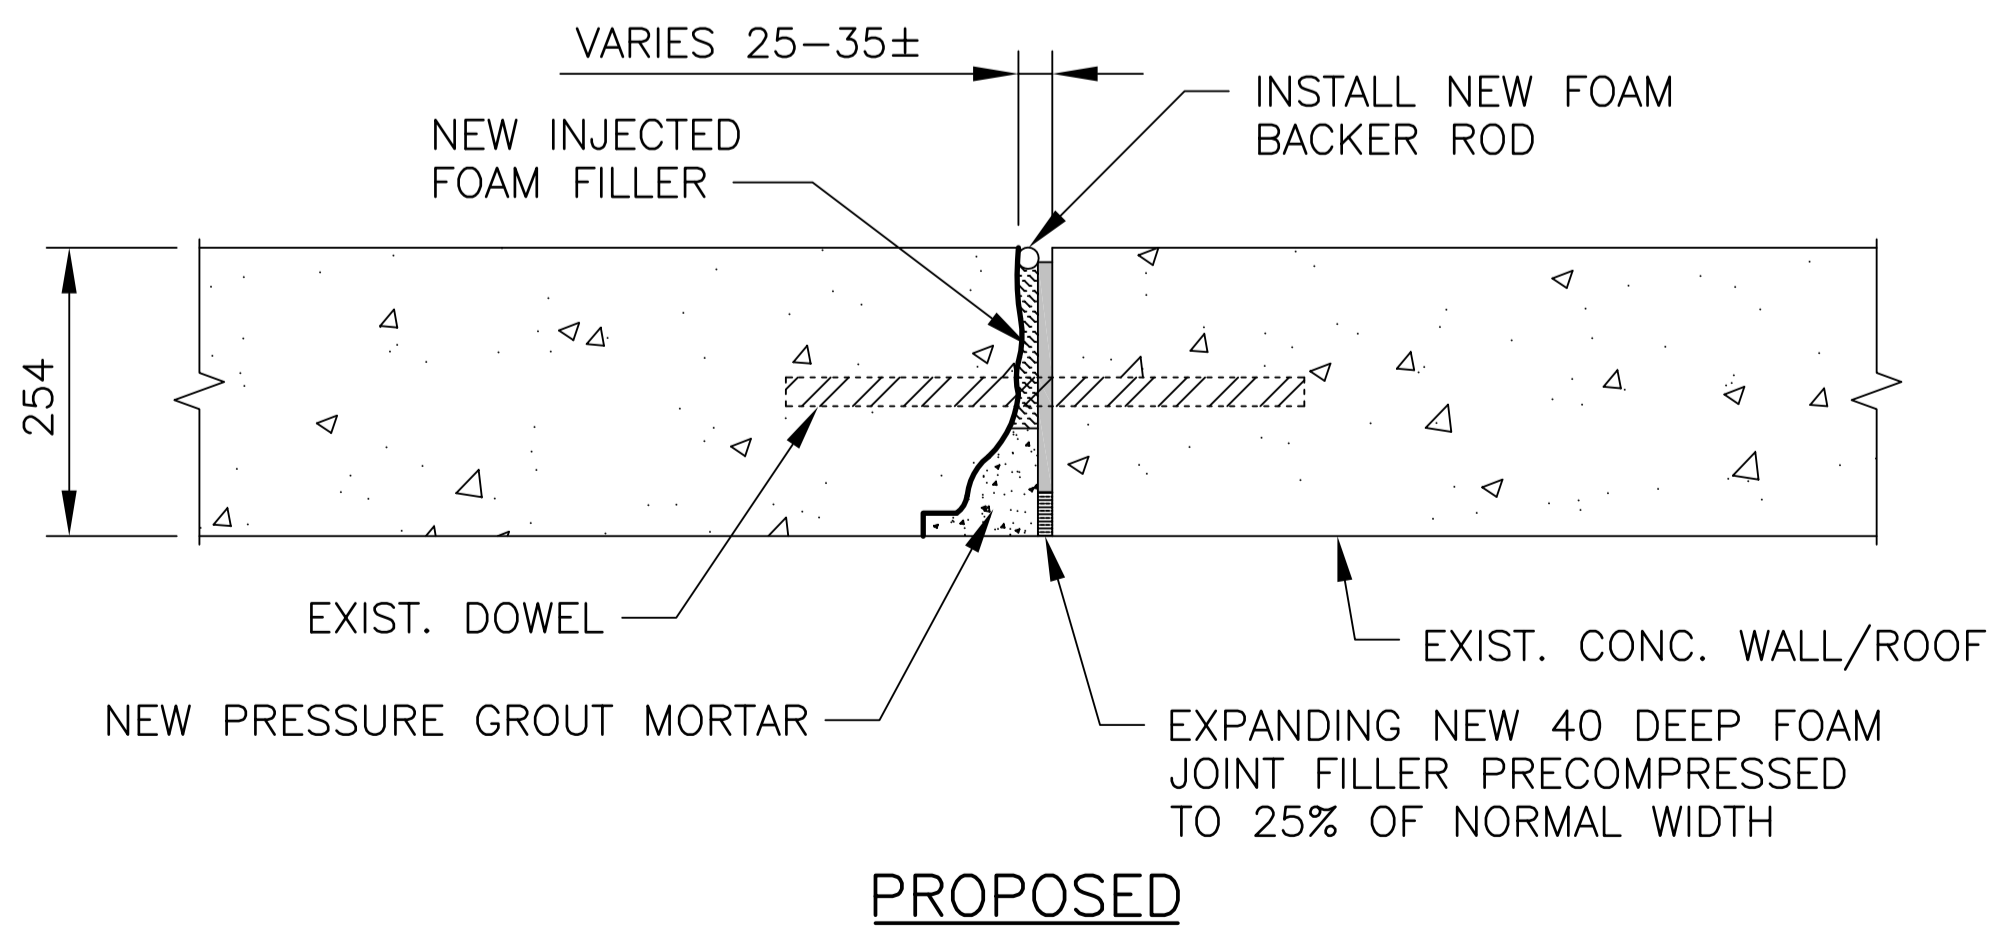 VARIES 25-35±
INSTALL NEW FOAM
BACKER ROD
NEW INJECTED
FOAM FILLER
254
EXIST. DOWEL
EXIST. CONC. WALL/ROOF
NEW PRESSURE GROUT MORTAR
EXPANDING NEW 40 DEEP FOAM
JOINT FILLER PRECOMPRESSED
TO 25% OF NORMAL WIDTH
PROPOSED